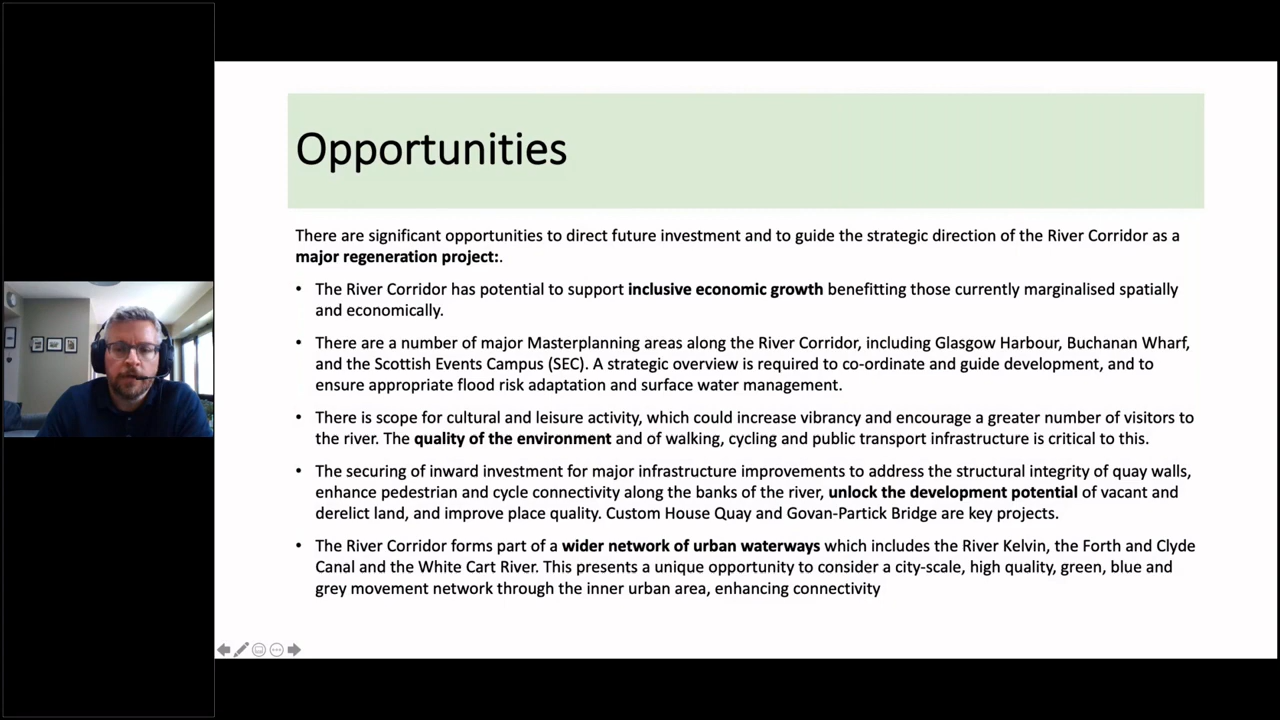 Opportunities
There are significant opportunities to direct future investment and to guide the strategic direction of the River Corridor as a
major regeneration project:.
• The River Corridor has potential to support inclusive economic growth benefitting those currently marginalised spatially
and economically.
• There are a number of major Masterplanning areas along the River Corridor, including Glasgow Harbour, Buchanan Wharf,
and the Scottish Events Campus (SEC). A strategic overview is required to co-ordinate and guide development, and to
ensure appropriate flood risk adaptation and surface water management.
• There is scope for cultural and leisure activity, which could increase vibrancy and encourage a greater number of visitors to
the river. The quality of the environment and of walking, cycling and public transport infrastructure is critical to this.
• The securing of inward investment for major infrastructure improvements to address the structural integrity of quay walls,
enhance pedestrian and cycle connectivity along the banks of the river, unlock the development potential of vacant and
derelict land, and improve place quality. Custom House Quay and Govan-Partick Bridge are key projects.
• The River Corridor forms part of a wider network of urban waterways which includes the River Kelvin, the Forth and Clyde
Canal and the White Cart River. This presents a unique opportunity to consider a city-scale, high quality, green, blue and
grey movement network through the inner urban area, enhancing connectivity